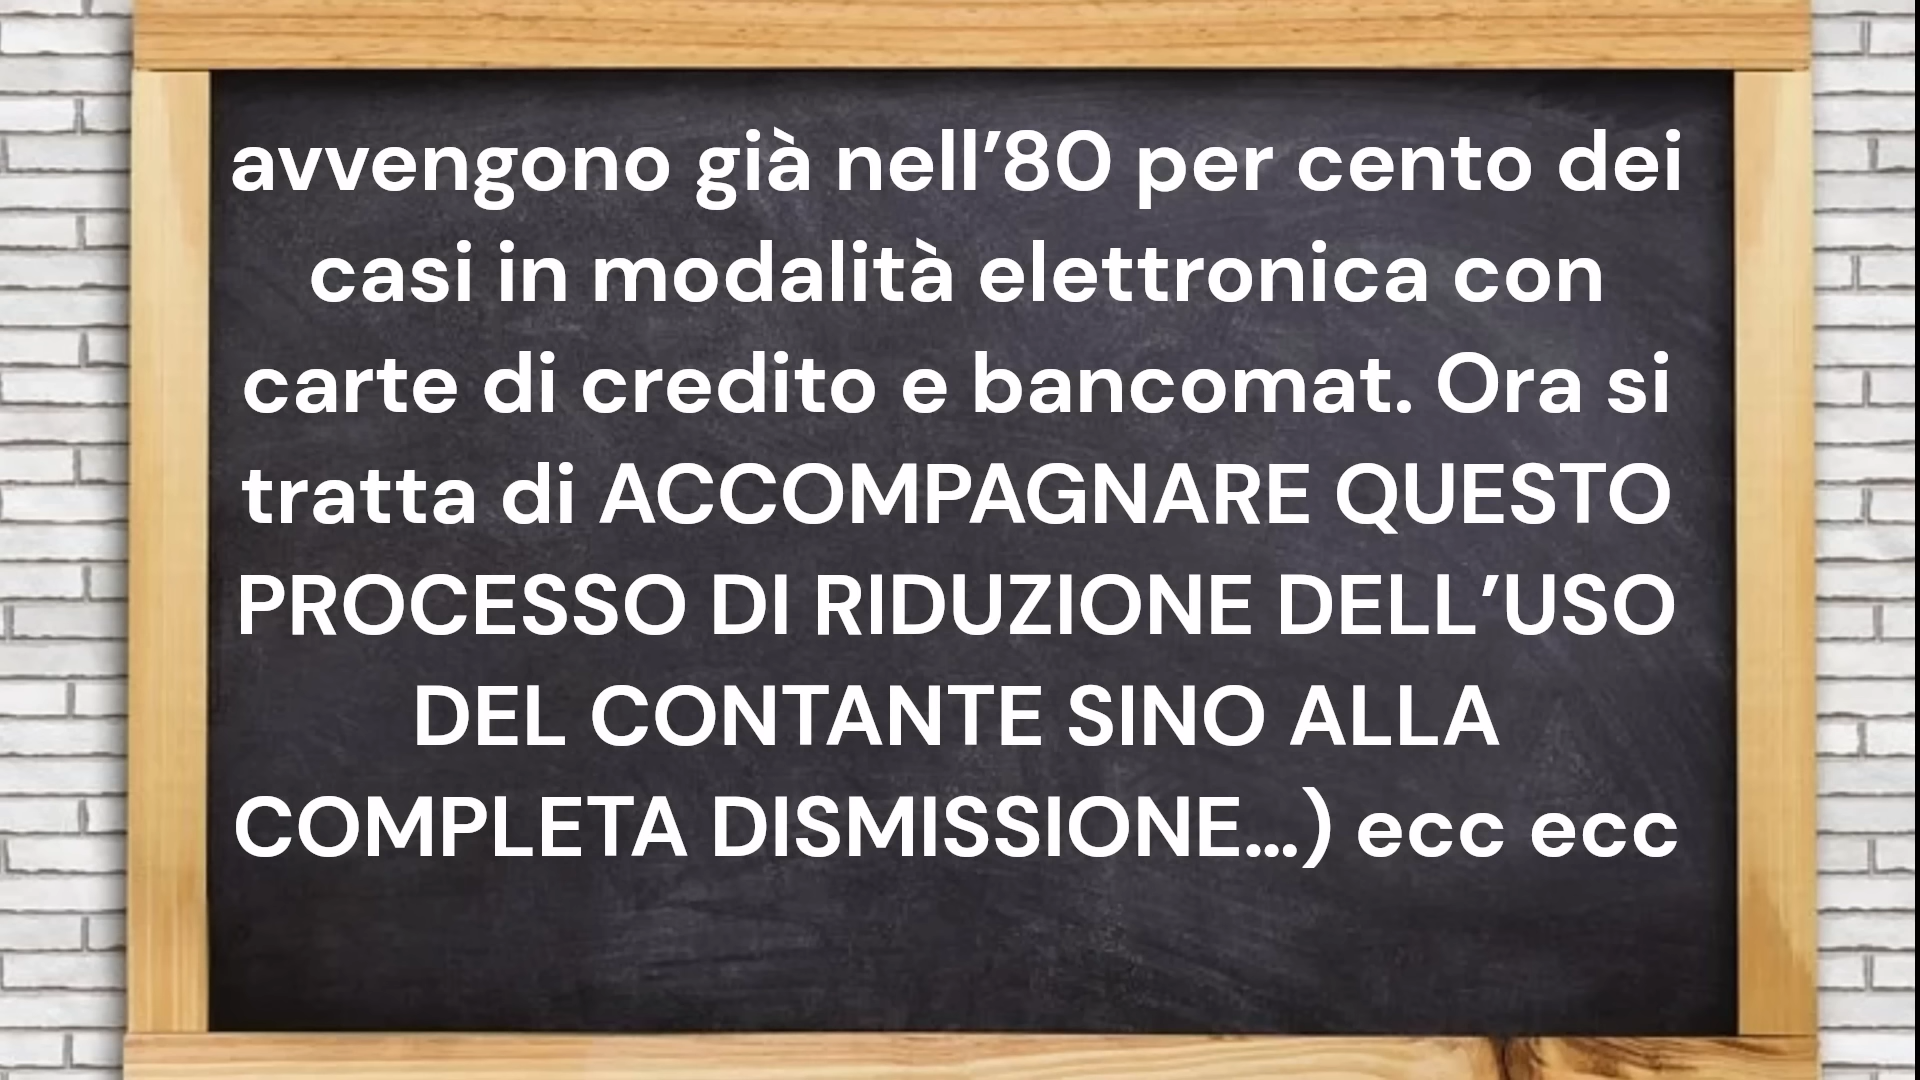 avvengono già nell’80 per cento dei
casi in modalità elettronica con
carte di credito e bancomat. Ora si
tratta di ACCOMPAGNARE QUESTO
PROCESSO DI RIDUZIONE DELL’USO
DEL CONTANTE SINO ALLA
COMPLETA DISMISSIONE...) ecc ecc